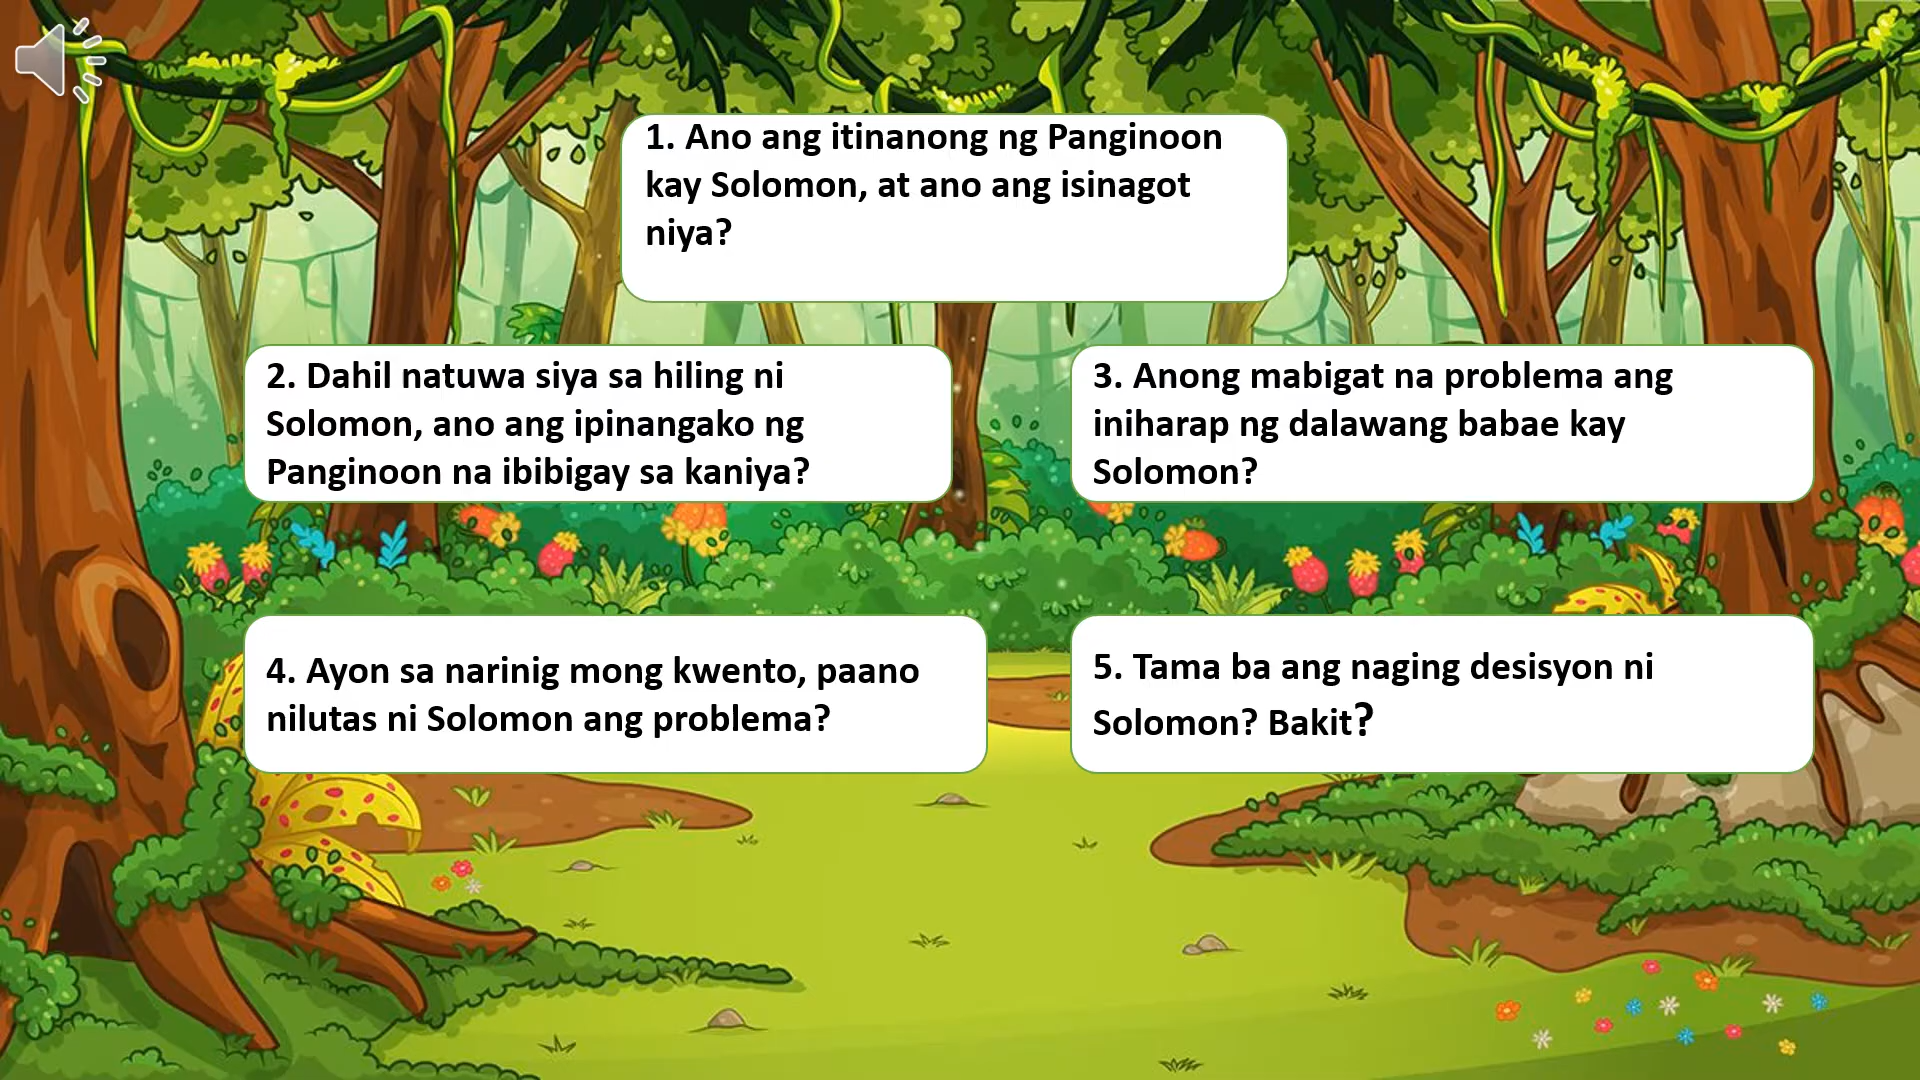 1. Ano ang itinanong ng Panginoon
kay Solomon, at ano ang isinagot
niya?
2. Dahil natuwa siya sa hiling ni
Solomon, ano ang ipinangako ng
Panginoon na ibibigay sa kaniya?
3. Anong mabigat na problema ang
iniharap ng dalawang babae kay
Solomon?
4. Ayon sa narinig mong kwento, paano
nilutas ni Solomon ang problema?
5. Tama ba ang naging desisyon ni
Solomon? Bakit?